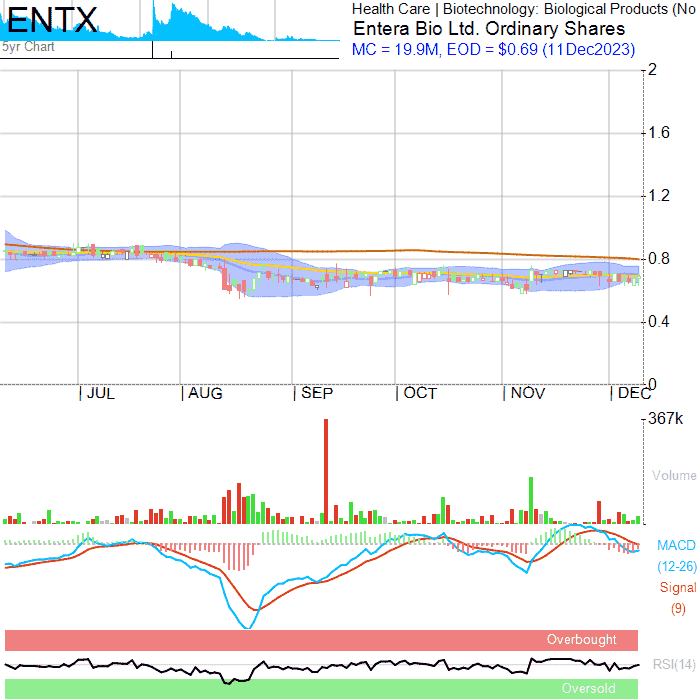 ENTX
Health Care | Biotechnology: Biological Products (No
Entera Bio Ltd. Ordinary Shares
5yr Chart
MC = 19.9M, EOD = $0.69 (11Dec2023)
2
1.6
1.2
0.8
0.4
0
JUL AUG SEP OCT NOV DEC
367k
Volume
MACD
(12-26)
Signal
(9)
Overbought
RSI(14)
Oversold